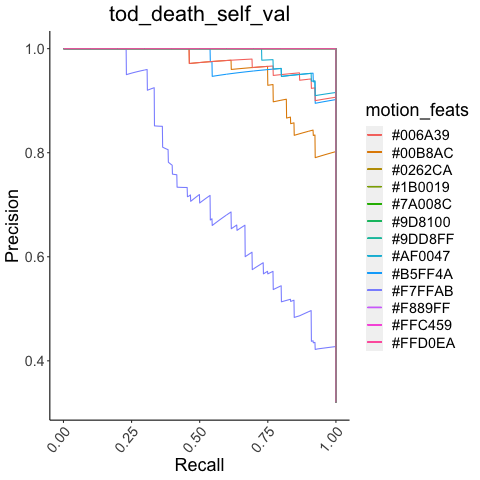 tod_death_self_val
1.0
0.8
0.6
0.4
Precision
0.00
0.25
0.50
0.75
1.00
Recall
motion_feats
#006A39
#00B8AC
#0262CA
#1B0019
#7A008C
#9D8100
#9DD8FF
#AF0047
#B5FF4A
#F7FFAB
#F889FF
#FFC459
#FFD0EA